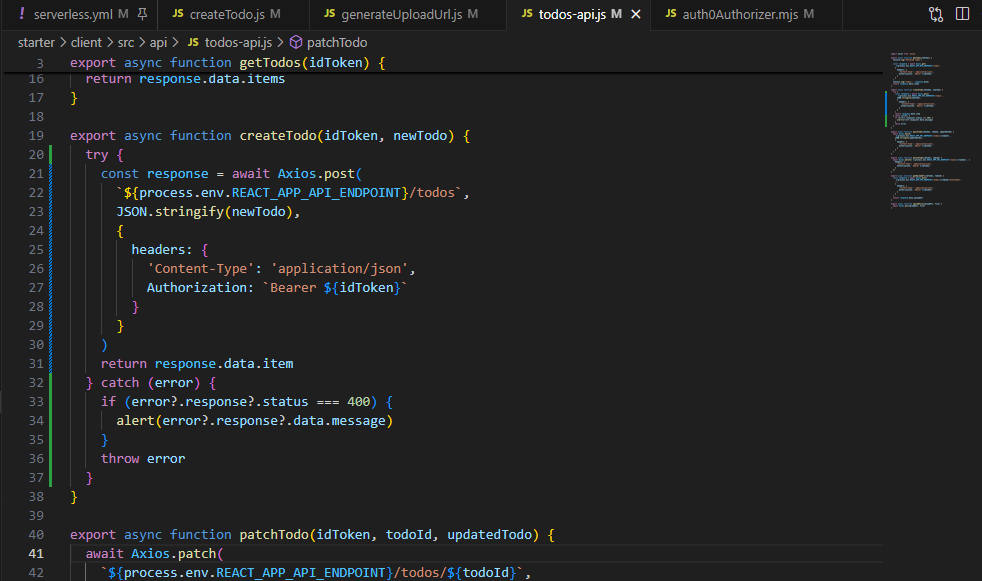 ! serverless.yml M JS createTodo.js M JS generateUploadUrl.js M JS todos-api.js M JS auth0Authorizer.mjs M
starter > client > src > api > JS todos-api.js > patchTodo
3 export async function getTodos(idToken) {
16 return response.data.items
17 }
18
19 export async function createTodo(idToken, newTodo) {
20 try {
21 const response = await Axios.post(
22 `${process.env.REACT_APP_API_ENDPOINT}/todos`,
23 JSON.stringify(newTodo),
24 {
25 headers: {
26 'Content-Type': 'application/json',
27 Authorization: `Bearer ${idToken}`
28 }
29 }
30 )
31 return response.data.item
32 } catch (error) {
33 if (error?.response?.status === 400) {
34 alert(error?.response?.data.message)
35 }
36 throw error
37 }
38 }
39
40 export async function patchTodo(idToken, todoId, updatedTodo) {
41 await Axios.patch(
42 `${process.env.REACT_APP_API_ENDPOINT}/todos/${todoId}`,